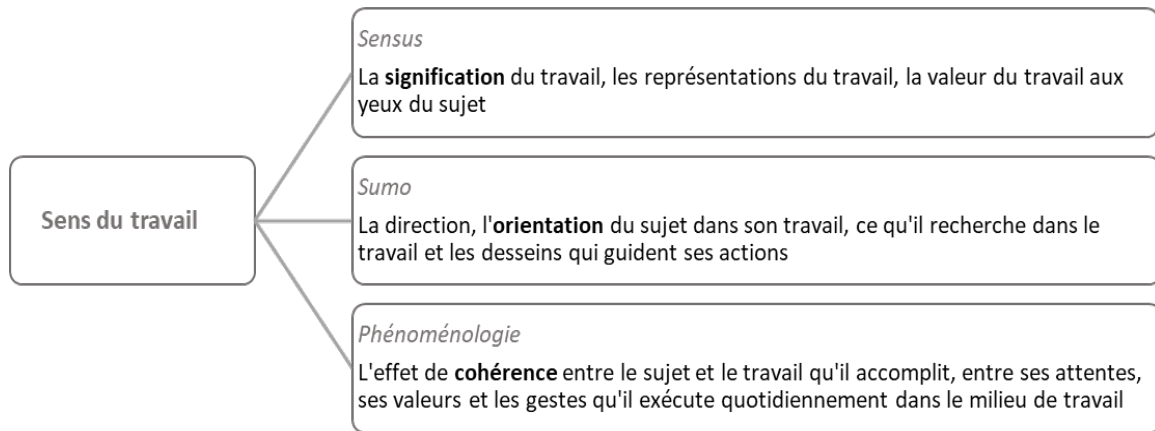 Sensus
La signification du travail, les représentations du travail, la valeur du travail aux
yeux du sujet
Sens du travail
Sumo
La direction, l'orientation du sujet dans son travail, ce qu'il recherche dans le
travail et les desseins qui guident ses actions
Phénoménologie
L'effet de cohérence entre le sujet et le travail qu'il accomplit, entre ses attentes,
ses valeurs et les gestes qu'il exécute quotidiennement dans le milieu de travail